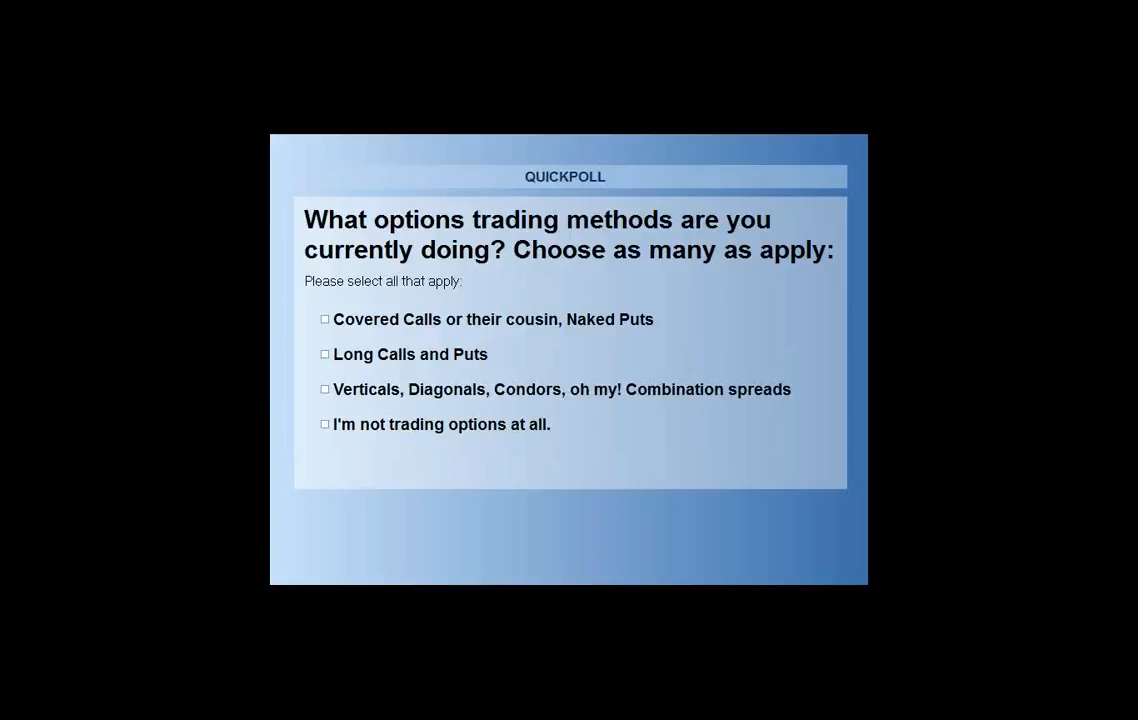 QUICKPOLL
What options trading methods are you
currently doing? Choose as many as apply:
Please select all that apply:
Covered Calls or their cousin, Naked Puts
Long Calls and Puts
Verticals, Diagonals, Condors, oh my! Combination spreads
I'm not trading options at all.